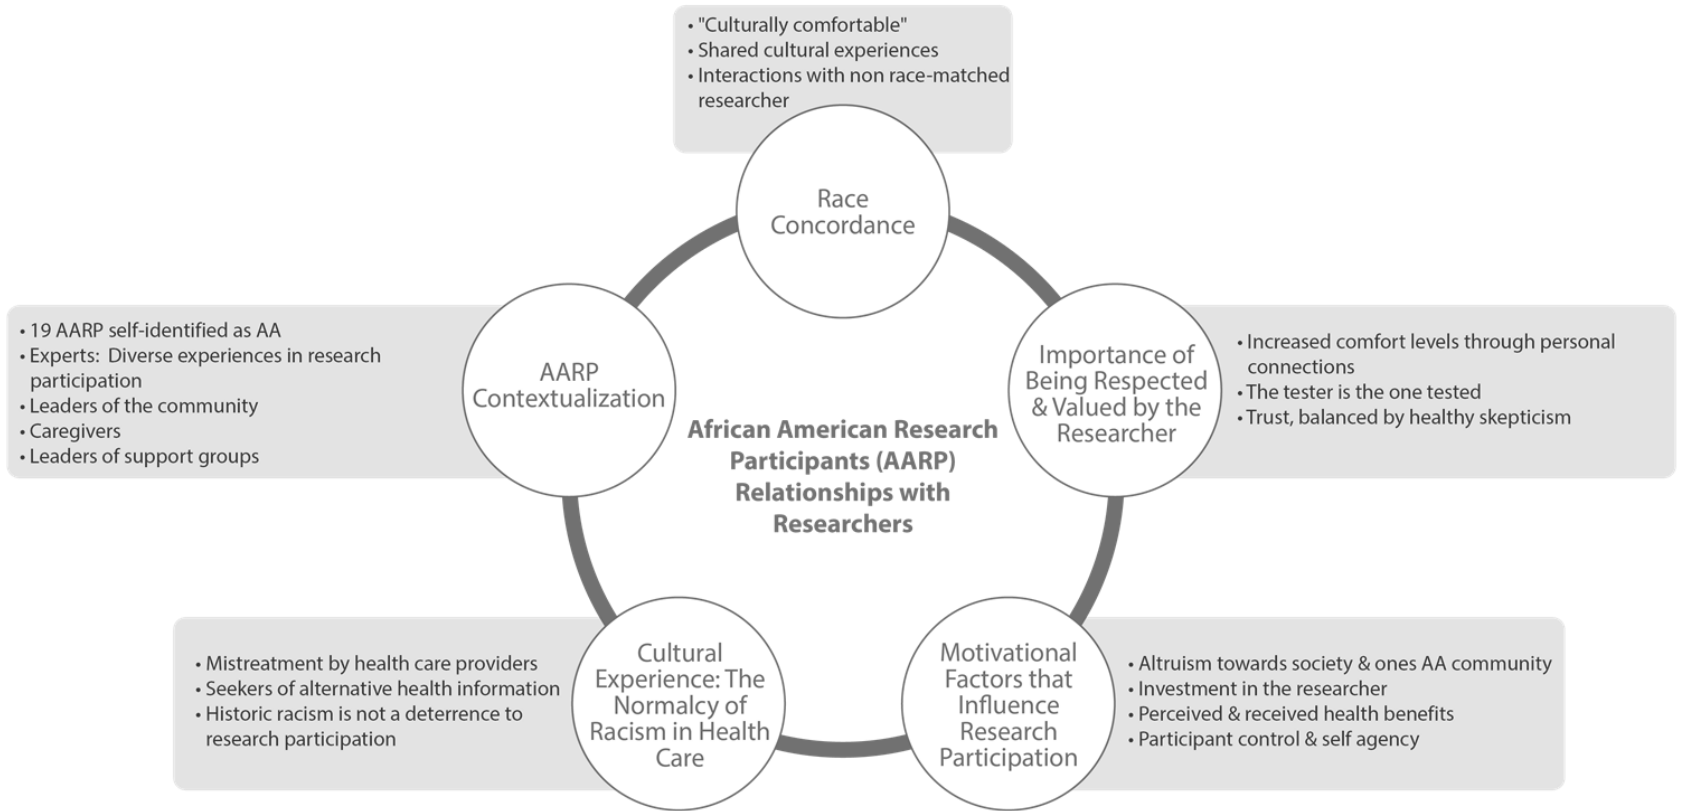 • "Culturally comfortable"
• Shared cultural experiences
• Interactions with non race-matched
researcher
Race
Concordance
• 19 AARP self-identified as AA
• Experts: Diverse experiences in research
participation
• Leaders of the community
• Caregivers
• Leaders of support groups
AARP
Contextualization
African American Research
Participants (AARP)
Relationships with
Researchers
Importance of
Being Respected
& Valued by the
Researcher
• Increased comfort levels through personal
connections
• The tester is the one tested
• Trust, balanced by healthy skepticism
• Mistreatment by health care providers
• Seekers of alternative health information
• Historic racism is not a deterrence to
research participation
Cultural
Experience: The
Normalcy of
Racism in Health
Care
Motivational
Factors that
Influence
Research
Participation
• Altruism towards society & ones AA community
• Investment in the researcher
• Perceived & received health benefits
• Participant control & self agency